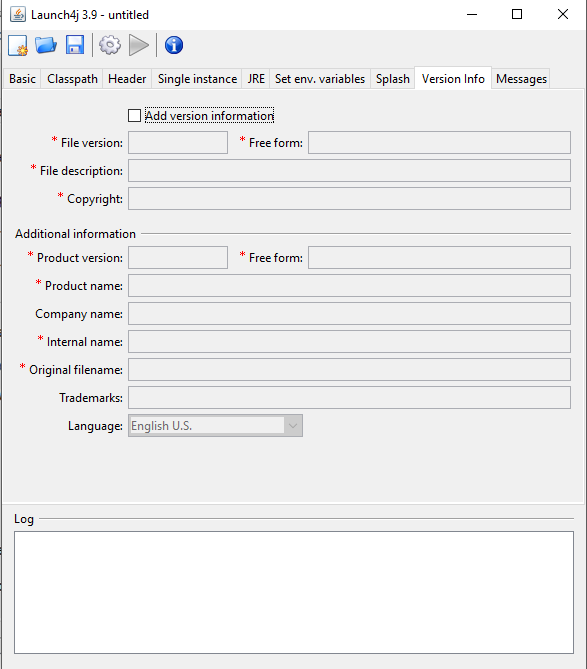 Launch4j 3.9 - untitled
Basic Classpath Header Single instance JRE Set env. variables Splash Version Info Messages
Add version information
* File version: * Free form:
* File description:
* Copyright:
Additional information
* Product version: * Free form:
* Product name:
Company name:
* Internal name:
* Original filename:
Trademarks:
Language: English U.S.
Log